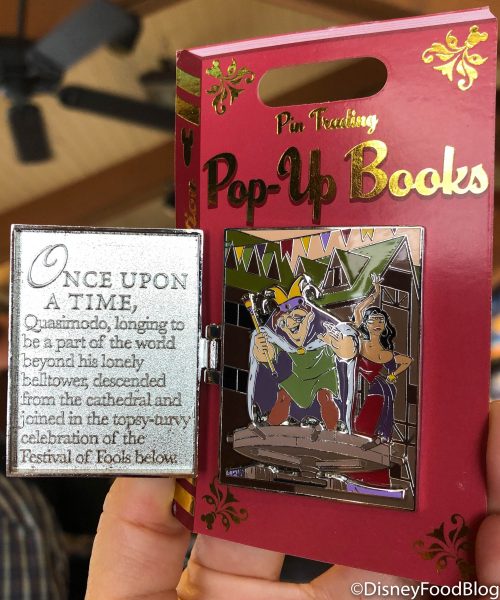 Pin Trading
Pop-Up Books
ONCE UPON
A TIME,
Quasimodo, longing to
be a part of the world
beyond his lonely
belltower, descended
from the cathedral and
joined in the topsy-turvy
celebration of the
Festival of Fools below.
©DisneyFoodBlog